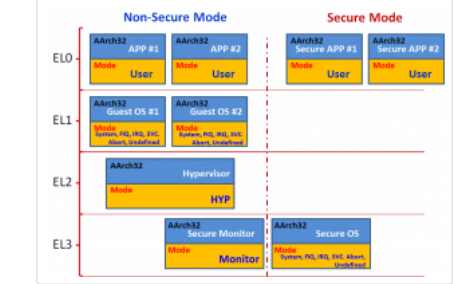 Non-Secure Mode
Secure Mode
EL0
AArch32
APP #1
Mode
User
AArch32
APP #2
Mode
User
AArch32
Secure APP #1
Mode
User
AArch32
Secure APP #2
Mode
User
EL1
AArch32
Guest OS #1
Mode
System, FIQ, IRQ, SVC.
Abort, Undefined
AArch32
Guest OS #2
Mode
System, FIQ, IRQ, SVC.
Abort, Undefined
EL2
AArch32
Hypervisor
Mode
HYP
EL3
AArch32
Secure Monitor
Mode
Monitor
AArch32
Secure OS
Mode
System, FIQ, IRQ, SVC. Abort,
Undefined